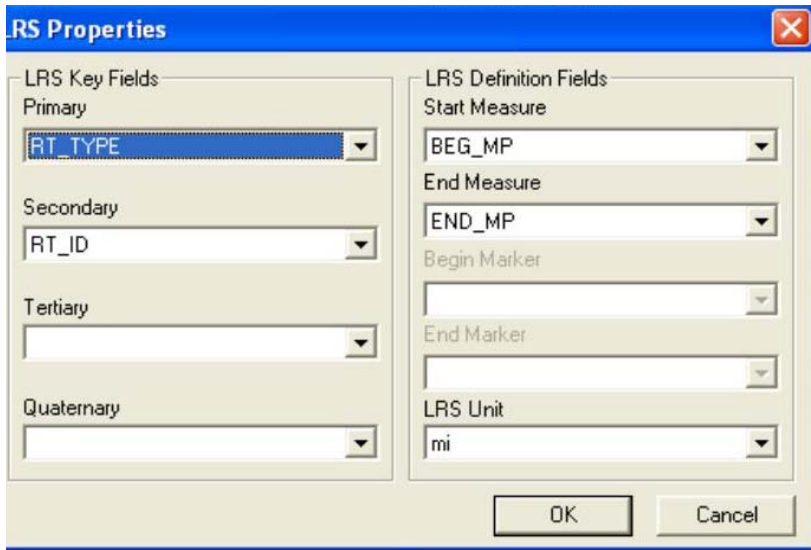 LRS Properties
LRS Key Fields
Primary
RT_TYPE
Secondary
RT_ID
Tertiary
Quaternary
LRS Definition Fields
Start Measure
BEG_MP
End Measure
END_MP
Begin Marker
End Marker
LRS Unit
mi
OK
Cancel